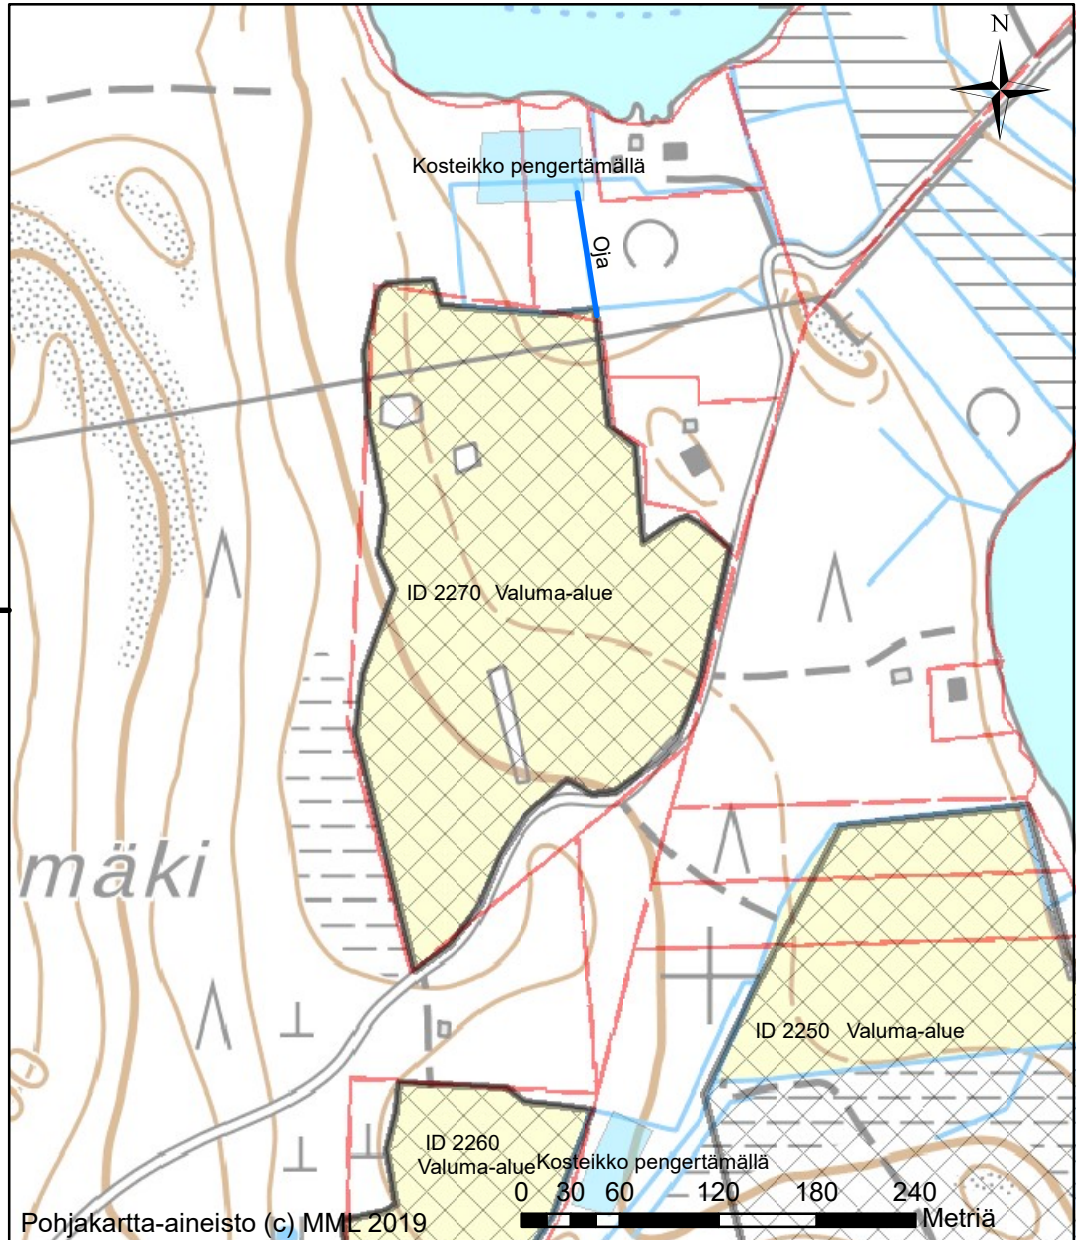 N
Kosteikko pengertämällä
Oja
ID 2270 Valuma-alue
mäki
ID 2250 Valuma-alue
ID 2260
Valuma-alue
Kosteikko pengertämällä
0 30 60 120 180 240
Metriä
Pohjakartta-aineisto (c) MML 2019